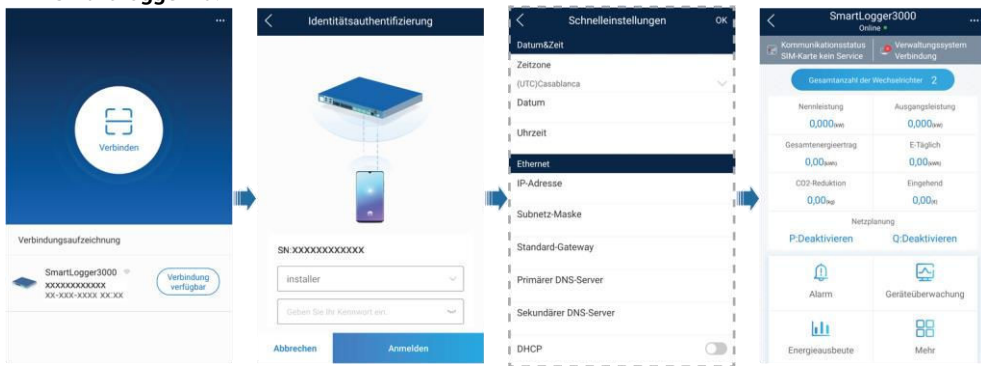 ...
Verbinden
Verbindungsaufzeichnung
SmartLogger3000
XXXXXXXXXXXX
XX-XXX-XXXX XX:XX
Verbindung
verfügbar
Identitätsauthentifizierung
SN:XXXXXXXXXXXX
installer
Geben Sie Ihr Kennwort ein.
Abbrechen
Anmelden
Schnelleinstellungen
OK
Datum&Zeit
Zeitzone
(UTC)Casablanca
Datum
Uhrzeit
Ethernet
IP-Adresse
Subnetz-Maske
Standard-Gateway
Primärer DNS-Server
Sekundärer DNS-Server
DHCP
SmartLogger3000
Online
...
Kommunikationsstatus
SIM-Karte kein Service
Verwaltungssystem
Verbindung
Gesamtanzahl der Wechselrichter 2
Nennleistung
0,000(kW)
Ausgangsleistung
0,000(kW)
Gesamtenergieertrag
0,00(kWh)
E-Täglich
0,00(kWh)
CO2-Reduktion
0,00(kg)
Eingehend
0,00(€)
Netzplanung
P:Deaktivieren
Q:Deaktivieren
Alarm
Geräteüberwachung
Energieausbeute
Mehr